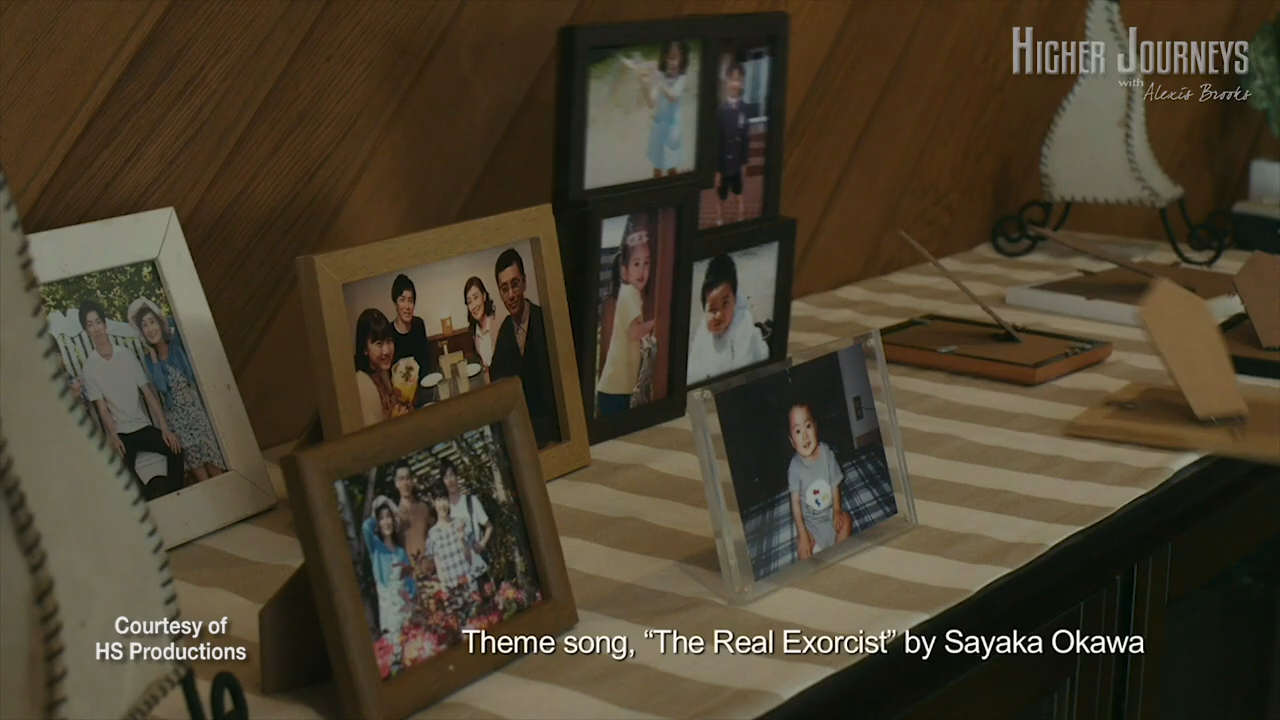 HIGHER JOURNEYS
with
Alexis Brooks
Courtesy of
HS Productions
Theme song, “The Real Exorcist” by Sayaka Okawa